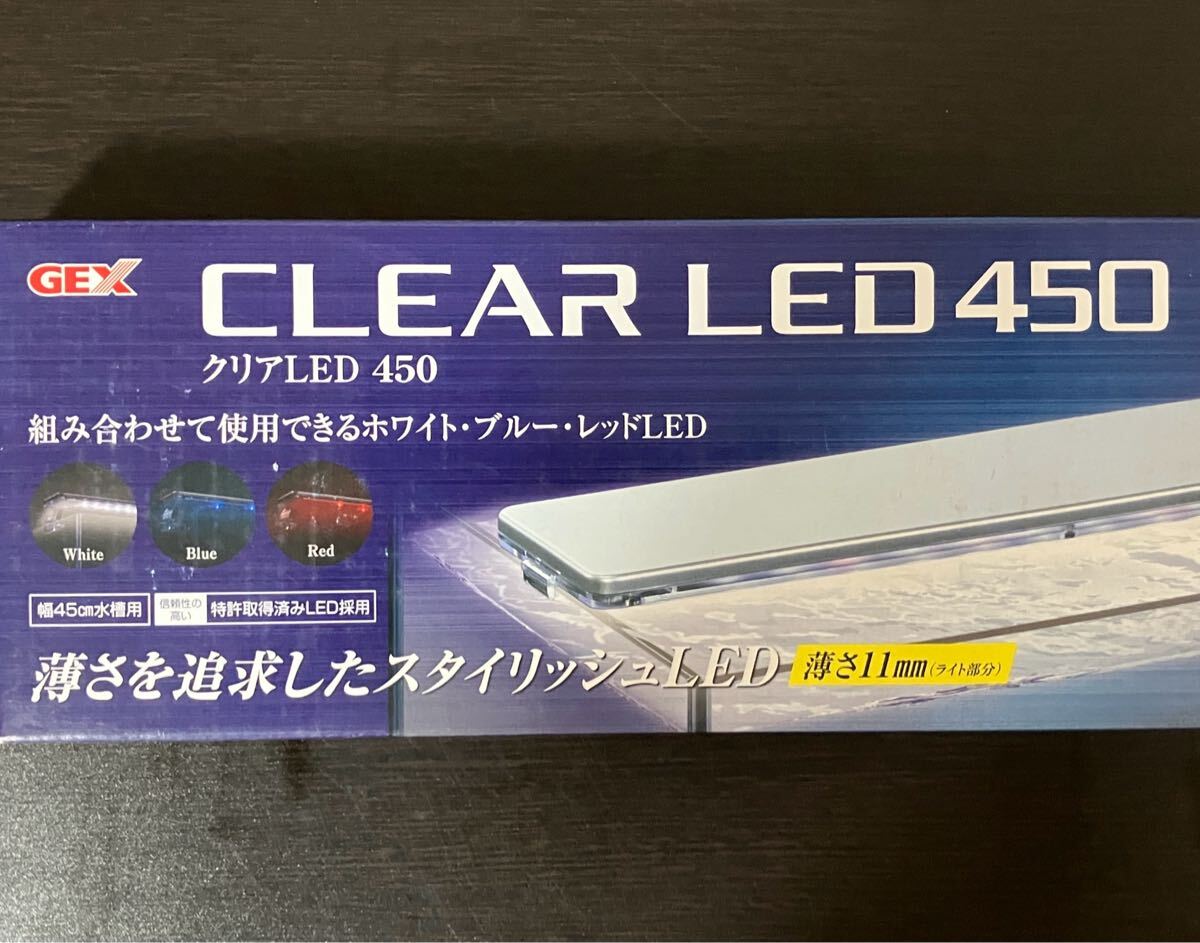 GEX CLEAR LED 450
クリアLED 450
組み合わせて使用できるホワイト・ブルー・レッドLED
White Blue Red
幅45cm水槽用 信頼性の高い 特許取得済みLED採用
薄さを追求したスタイリッシュLED 薄さ11mm(ライト部分)